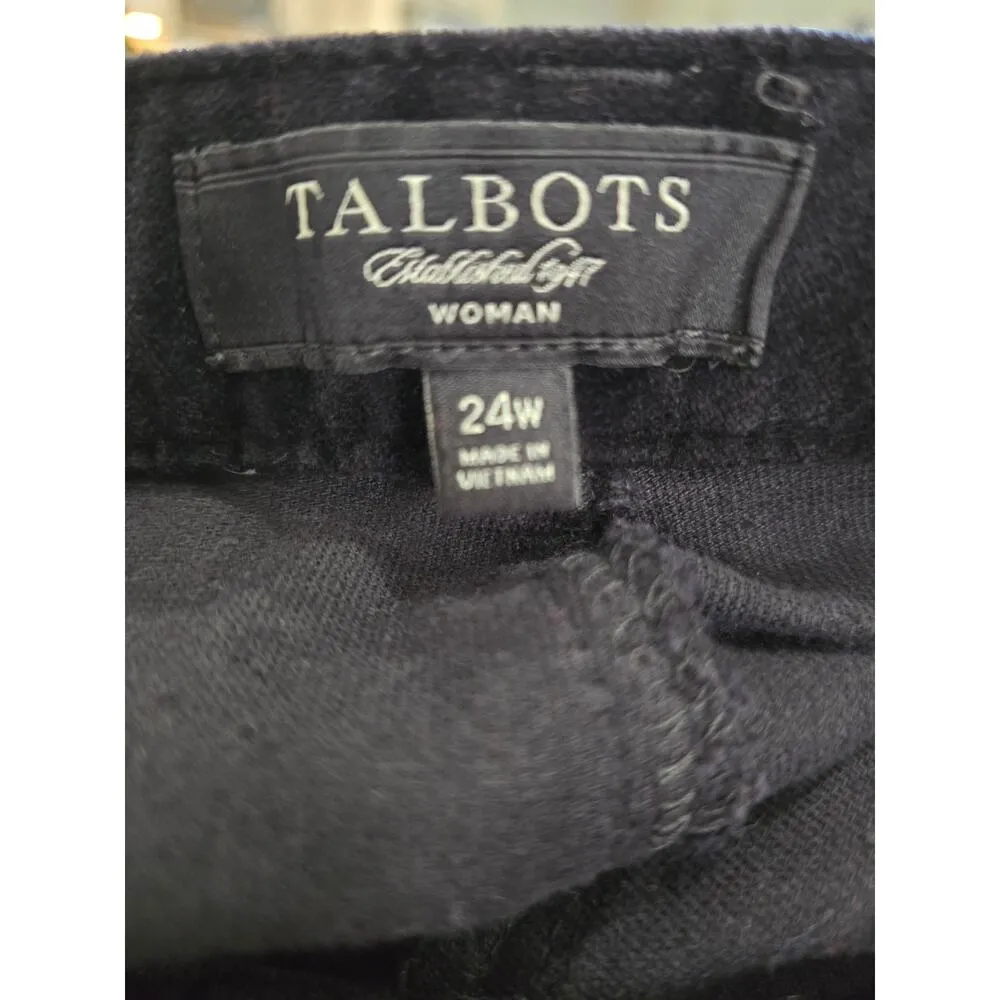 TALBOTS
Established 1947
WOMAN
24W
MADE IN
VIETNAM